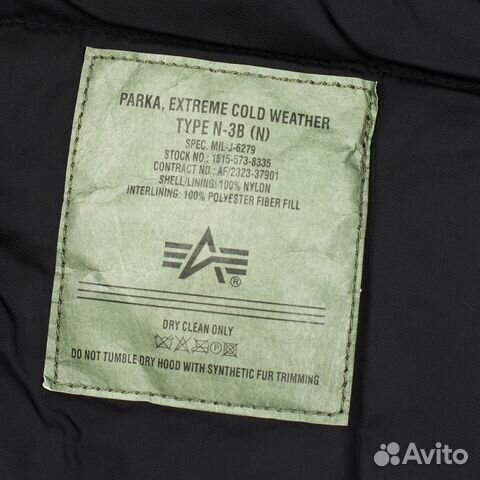 PARKA, EXTREME COLD WEATHER
TYPE N-3B (N)
SPEC. MIL-J-6279
STOCK NO.: 1615-573-8335
CONTRACT NO.: AF/2323-37901
SHELL/LINING: 100% NYLON
INTERLINING: 100% POLYESTER FIBER FILL
®
DRY CLEAN ONLY
DO NOT TUMBLE DRY HOOD WITH SYNTHETIC FUR TRIMMING
Avito